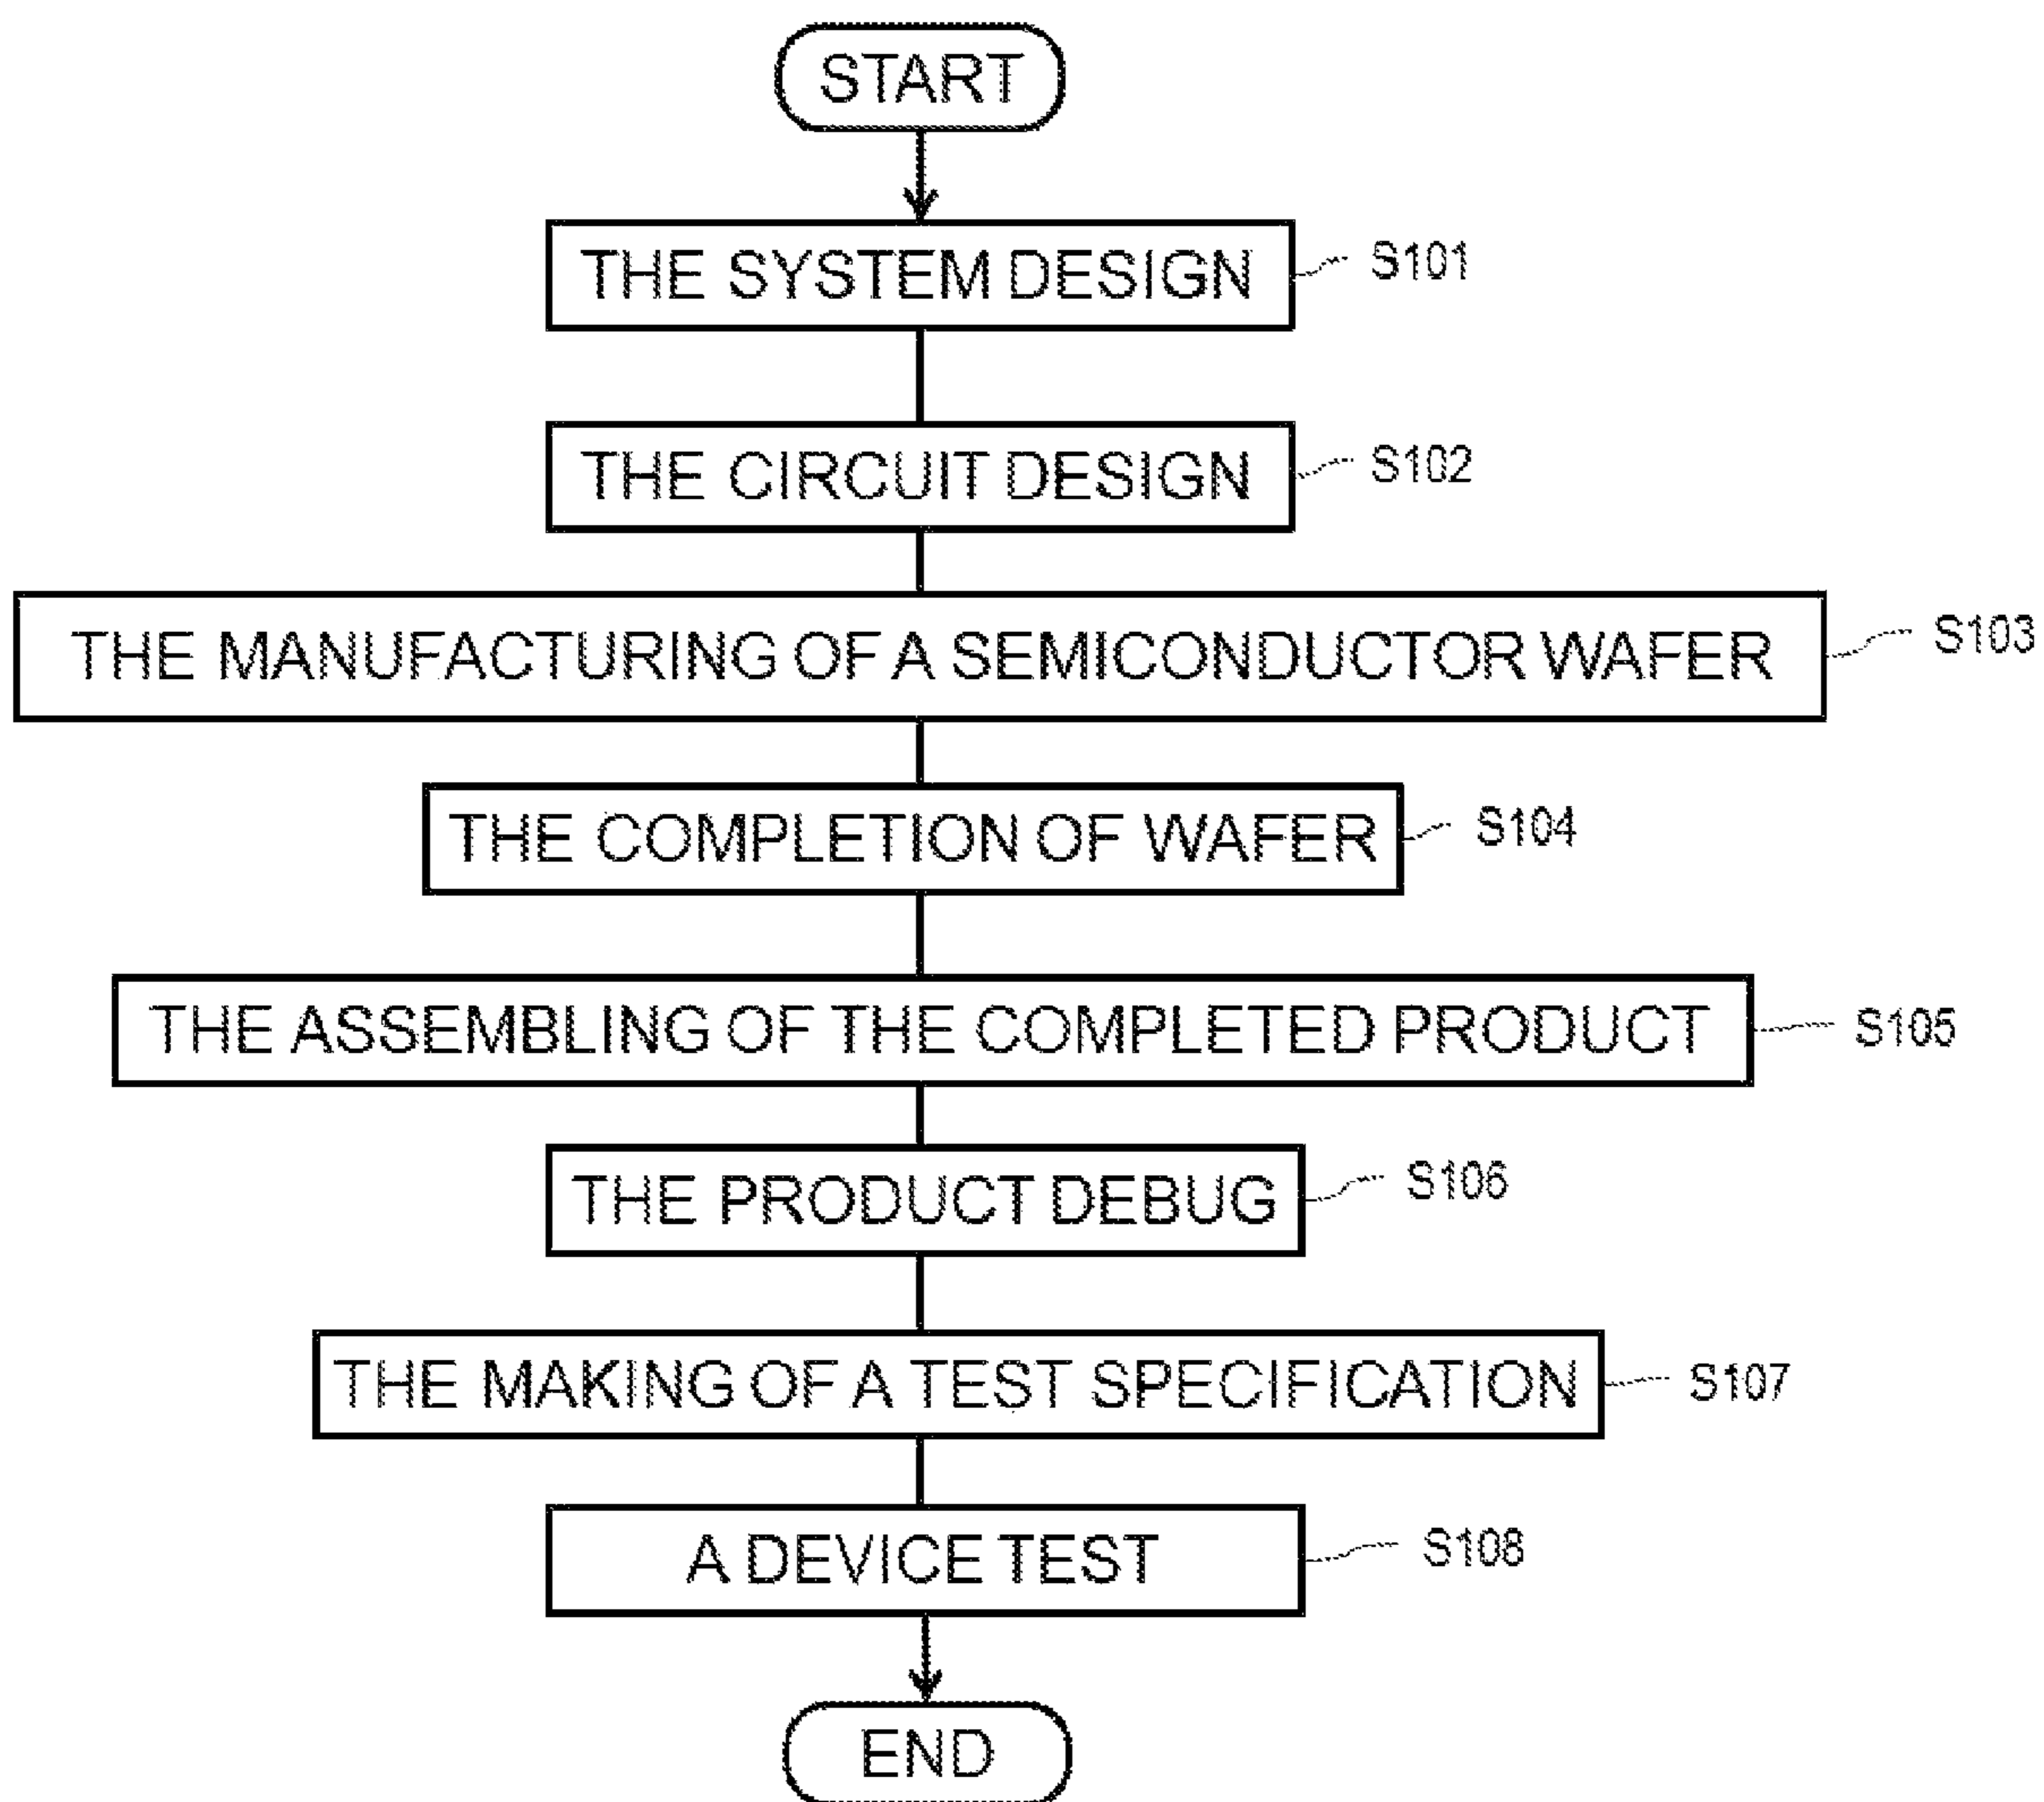 START
THE SYSTEM DESIGN
S101
THE CIRCUIT DESIGN
S102
THE MANUFACTURING OF A SEMICONDUCTOR WAFER
S103
THE COMPLETION OF WAFER
S104
THE ASSEMBLING OF THE COMPLETED PRODUCT
S105
THE PRODUCT DEBUG
S106
THE MAKING OF A TEST SPECIFICATION
S107
A DEVICE TEST
S108
END